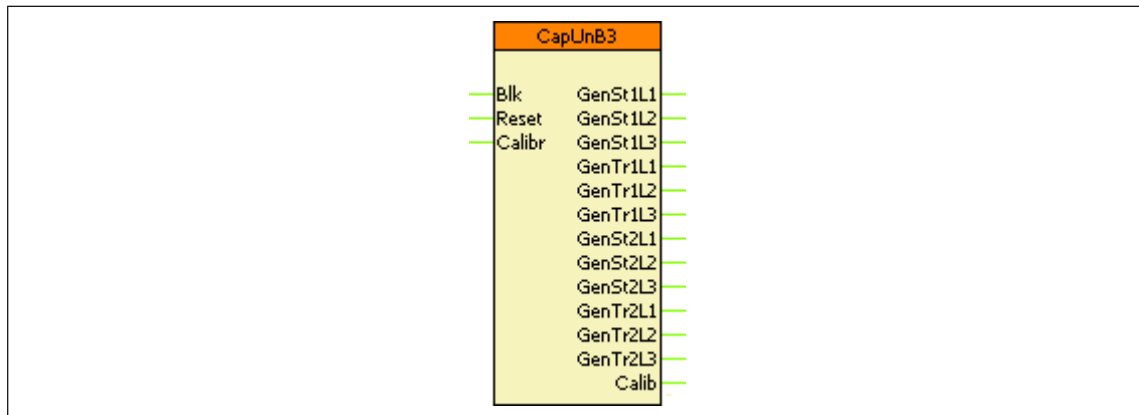 CapUnB3
Blk GenSt1L1
Reset GenSt1L2
Calibr GenSt1L3
GenTr1L1
GenTr1L2
GenTr1L3
GenSt2L1
GenSt2L2
GenSt2L3
GenTr2L1
GenTr2L2
GenTr2L3
Calib